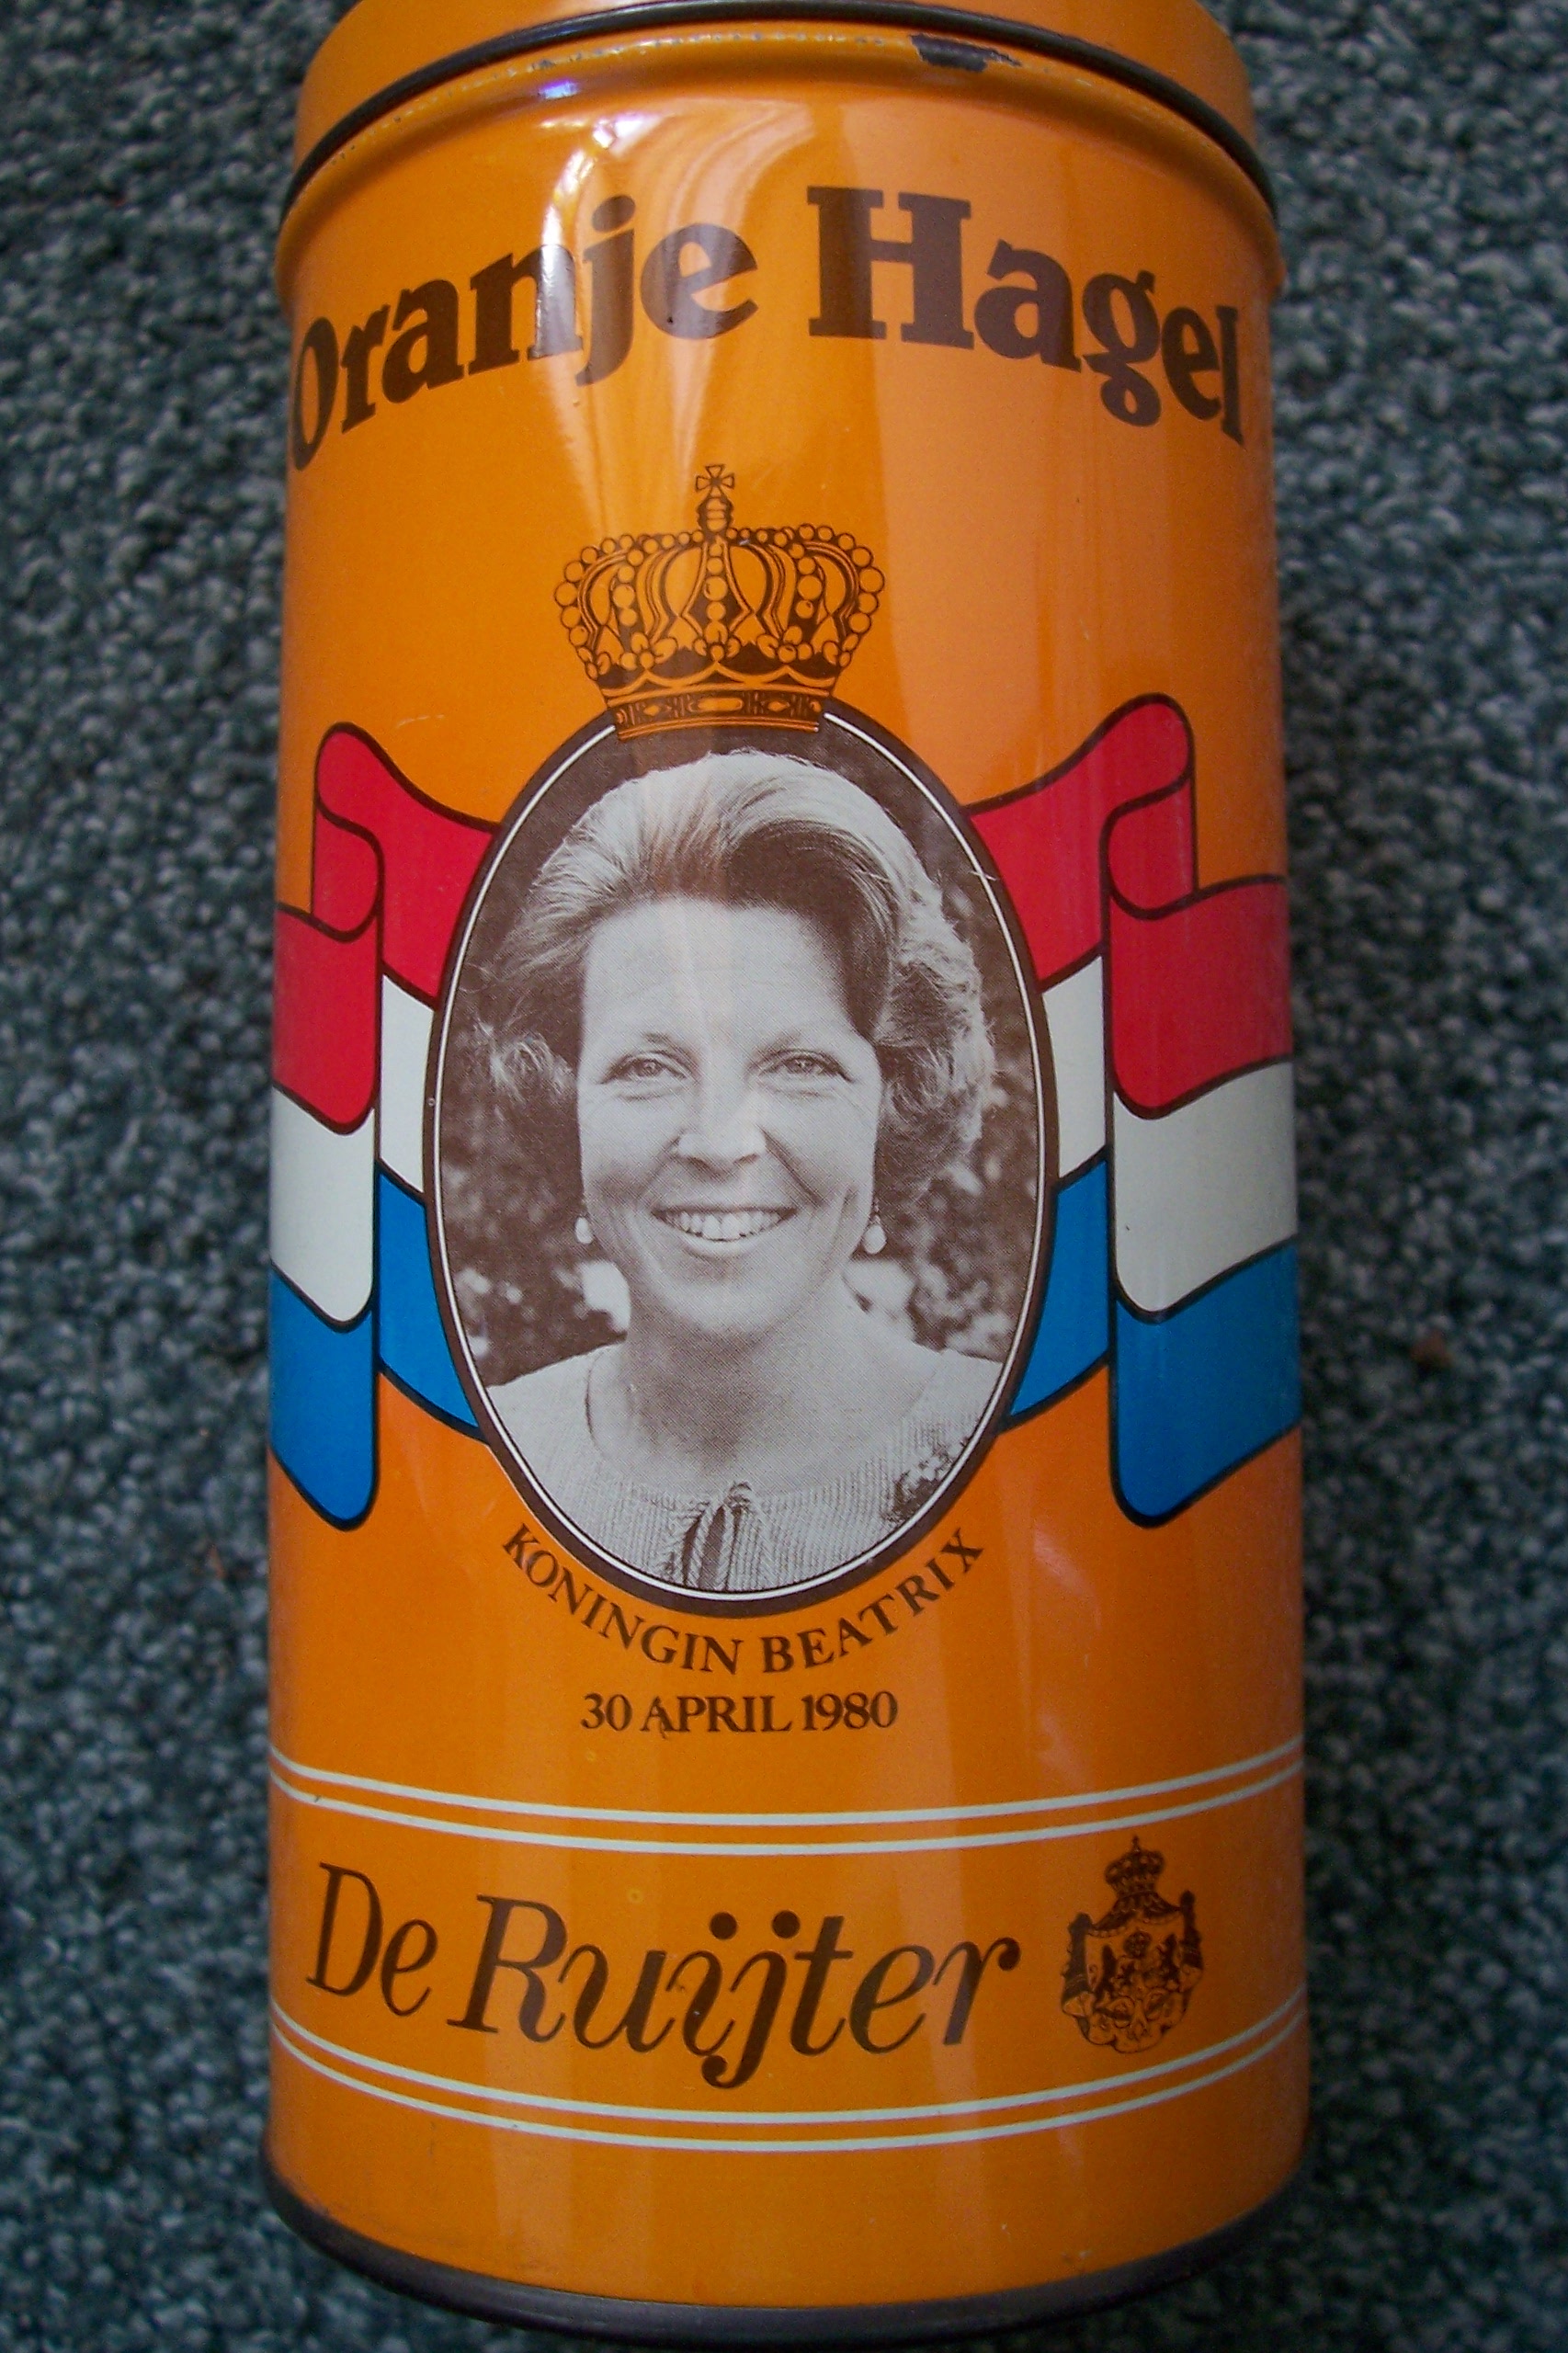 Oranje Hagel
KONINGIN BEATRIX
30 APRIL 1980
De Ruijter